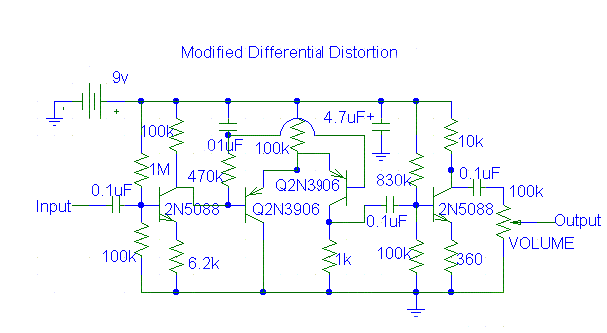 Modified Differential Distortion
9v
+
4.7uF+
100k
01uF
100k
10k
1M
470k
Q2N3906
830k
0.1uF
0.1uF
100k
Input
2N5088
Q2N3906
0.1uF
2N5088
Output
VOLUME
100k
6.2k
1k
100k
360